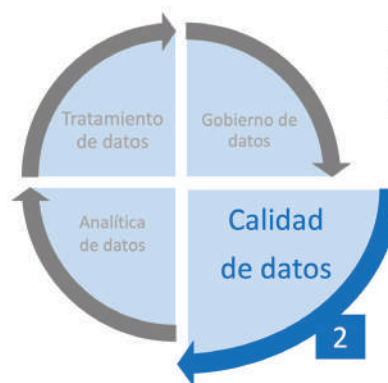 Tratamiento
de datos
Gobierno de
datos
Analítica
de datos
Calidad
de datos
2